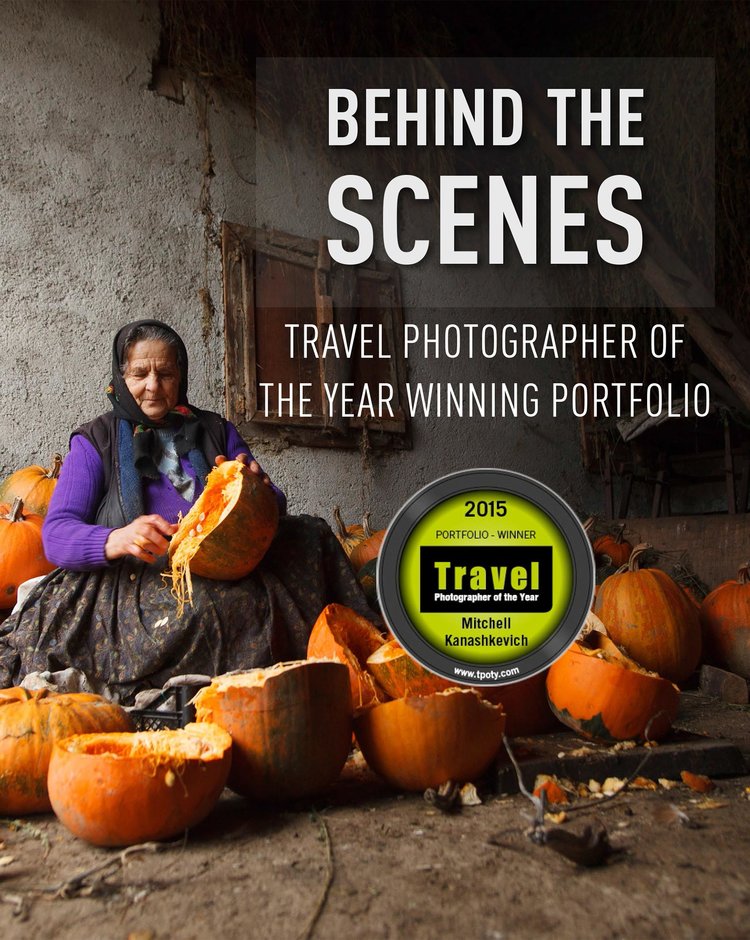 BEHIND THE
SCENES
TRAVEL PHOTOGRAPHER OF
THE YEAR WINNING PORTFOLIO
2015
PORTFOLIO - WINNER
Travel
Photographer of the Year
Mitchell
Kanashkevich
www.tpoty.com